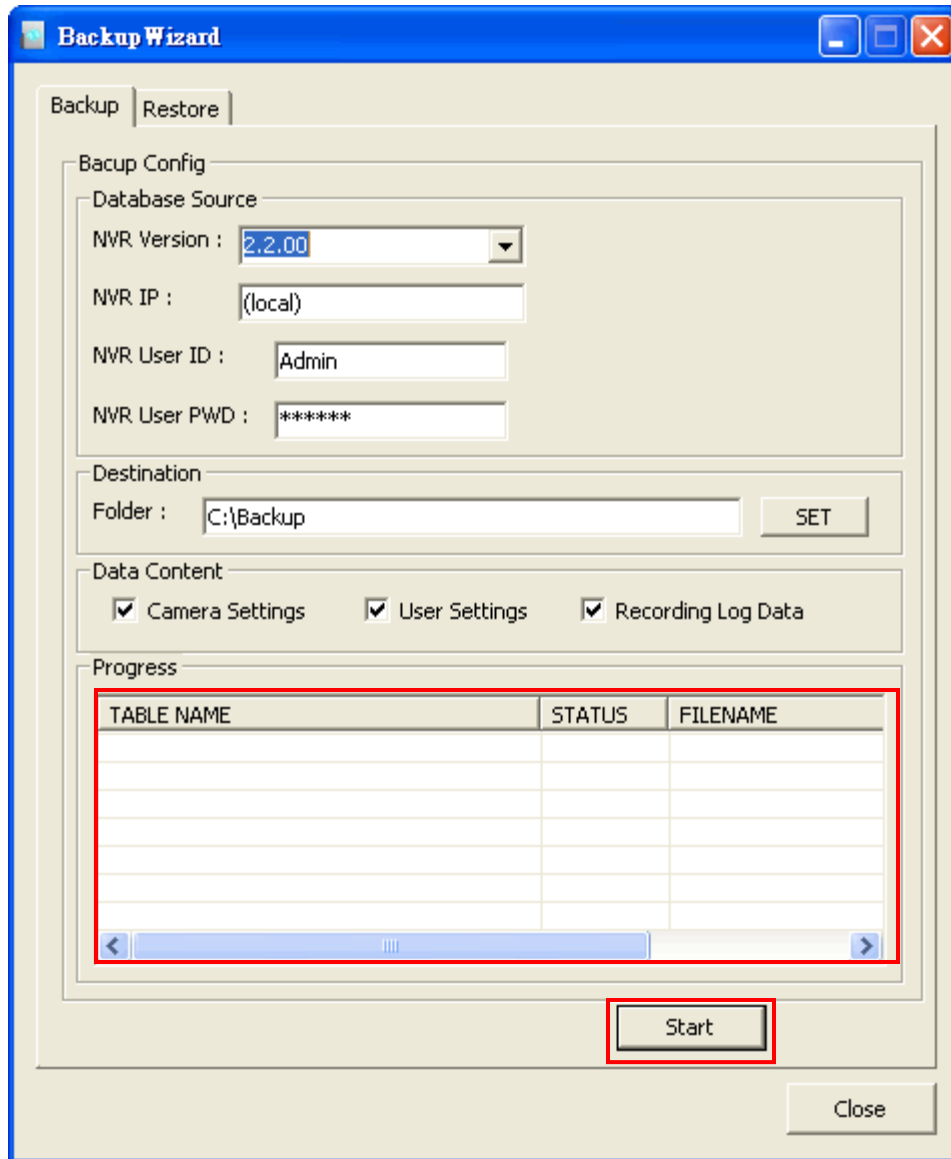 Backup Wizard
Backup Restore
Bacup Config
Database Source
NVR Version : 2.2.00
NVR IP : (local)
NVR User ID : Admin
NVR User PWD : ******
Destination
Folder : C:\Backup SET
Data Content
Camera Settings User Settings Recording Log Data
Progress
TABLE NAME STATUS FILENAME
Start
Close